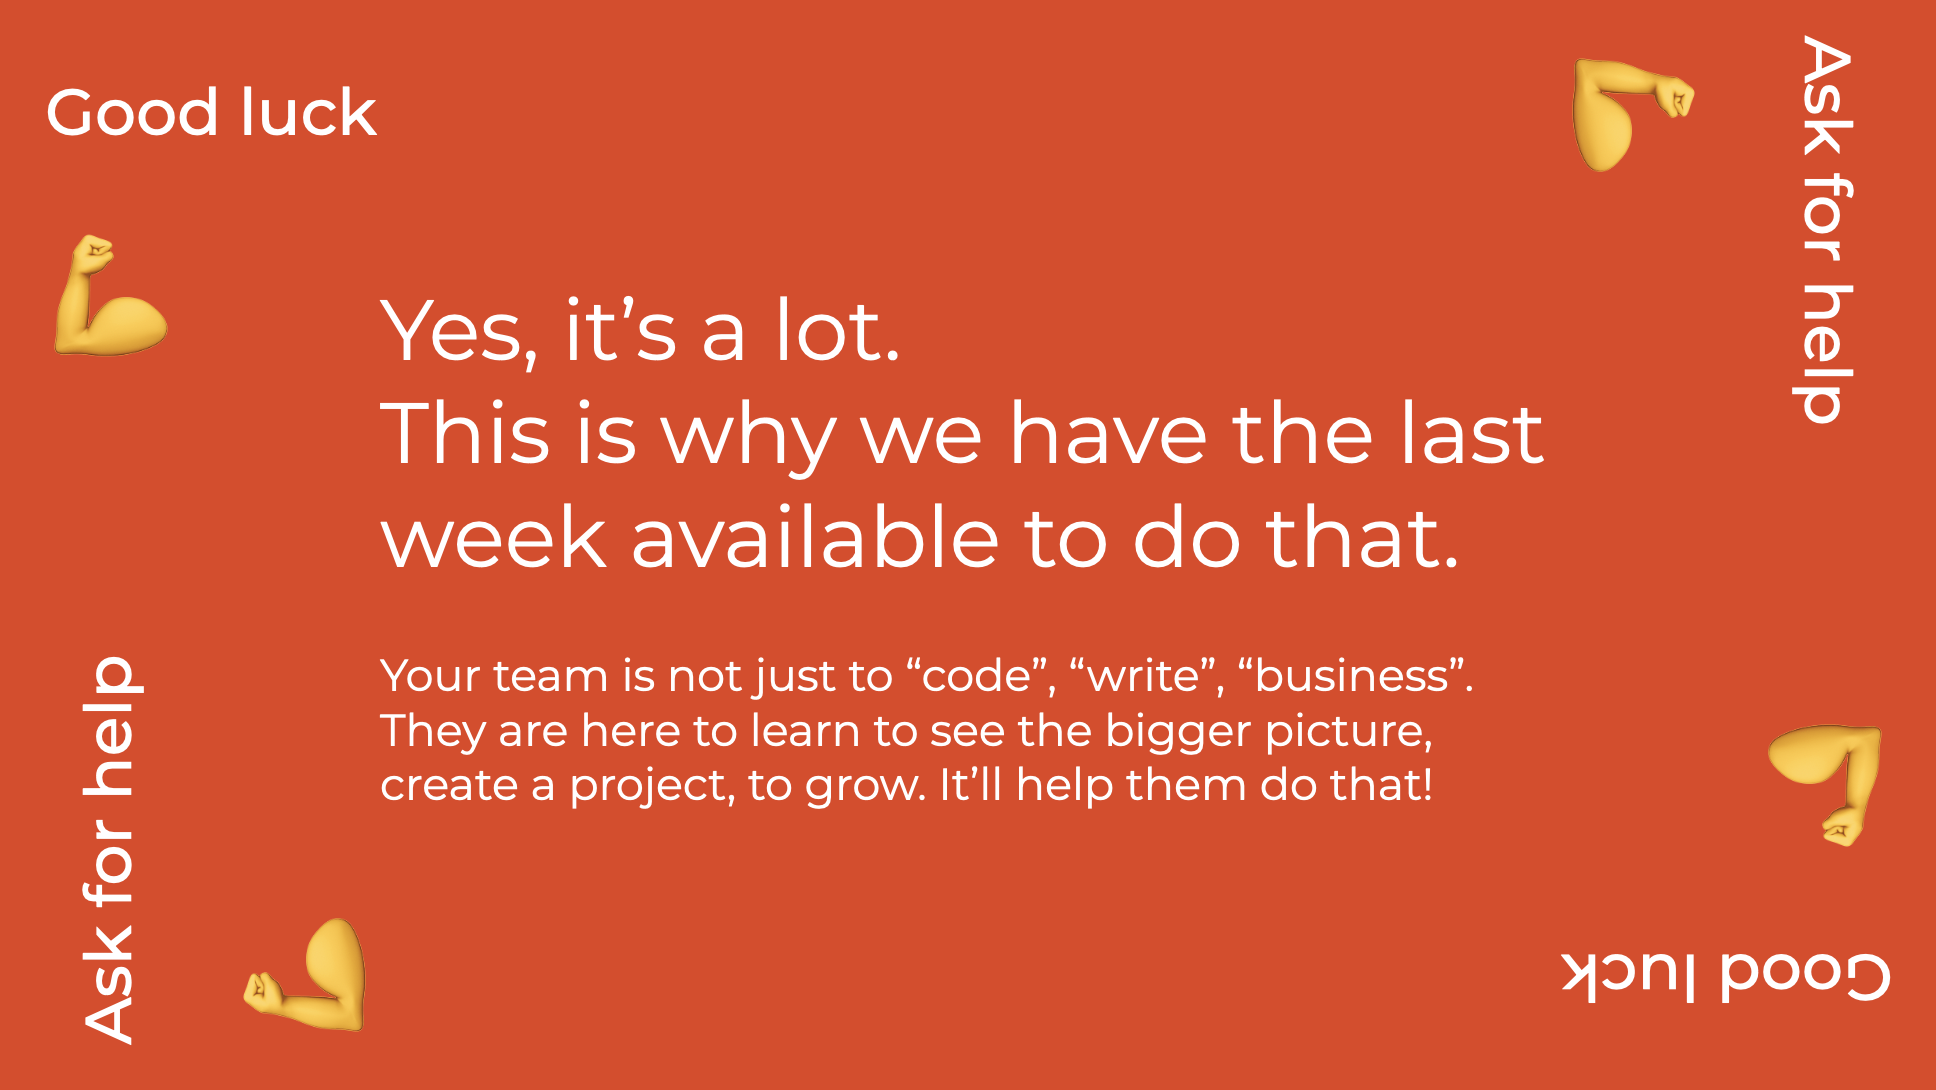 Good luck
Ask for help
Yes, it’s a lot.
This is why we have the last
week available to do that.
Your team is not just to “code”, “write”, “business”.
They are here to learn to see the bigger picture,
create a project, to grow. It’ll help them do that!
Ask for help
Good luck